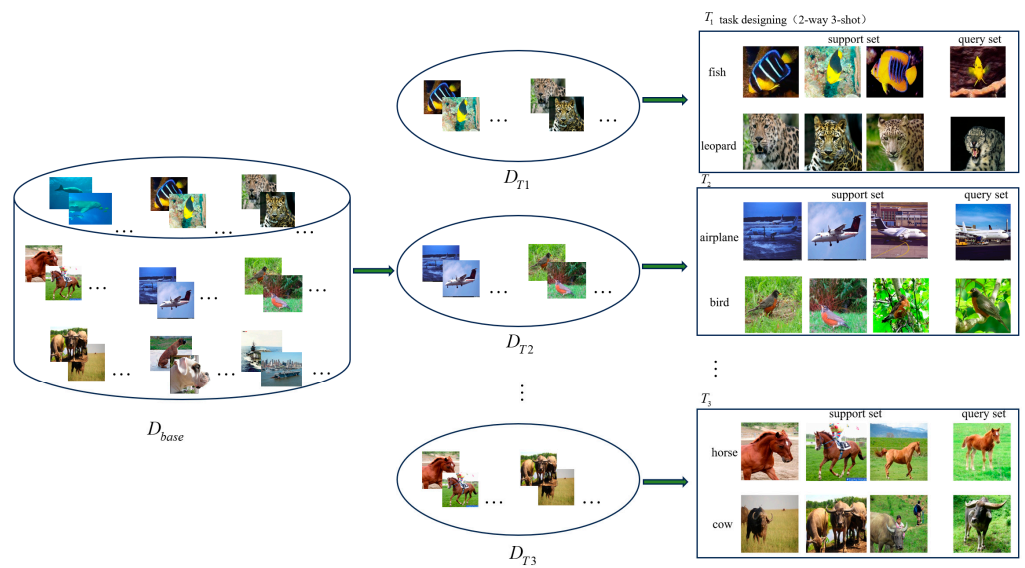 T1 task designing（2-way 3-shot）
support set query set
fish
leopard
DT1
T2
support set query set
airplane
bird
DT2
Dbase
T3
support set query set
horse
cow
DT3